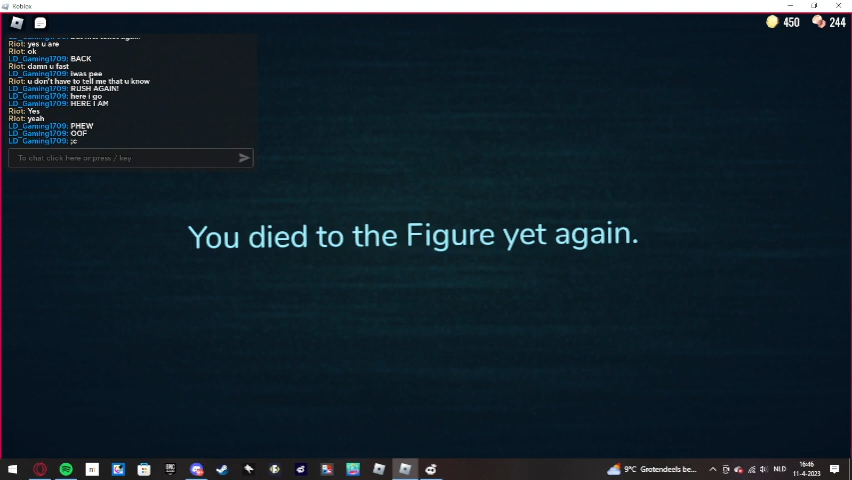 Roblox
450
244
Riot: yes u are
Riot: ok
LD_Gaming1709: BACK
Riot: damn u fast
LD_Gaming1709: iwas pee
Riot: u don't have to tell me that u know
LD_Gaming1709: RUSH AGAIN!
LD_Gaming1709: here i go
LD_Gaming1709: HERE I AM
Riot: Yes
Riot: yeah
LD_Gaming1709: PHEW
LD_Gaming1709: OOF
LD_Gaming1709: ;c
To chat click here or press / key
You died to the Figure yet again.
9°C Grotendeels be...
NLD
16:46
11-4-2023